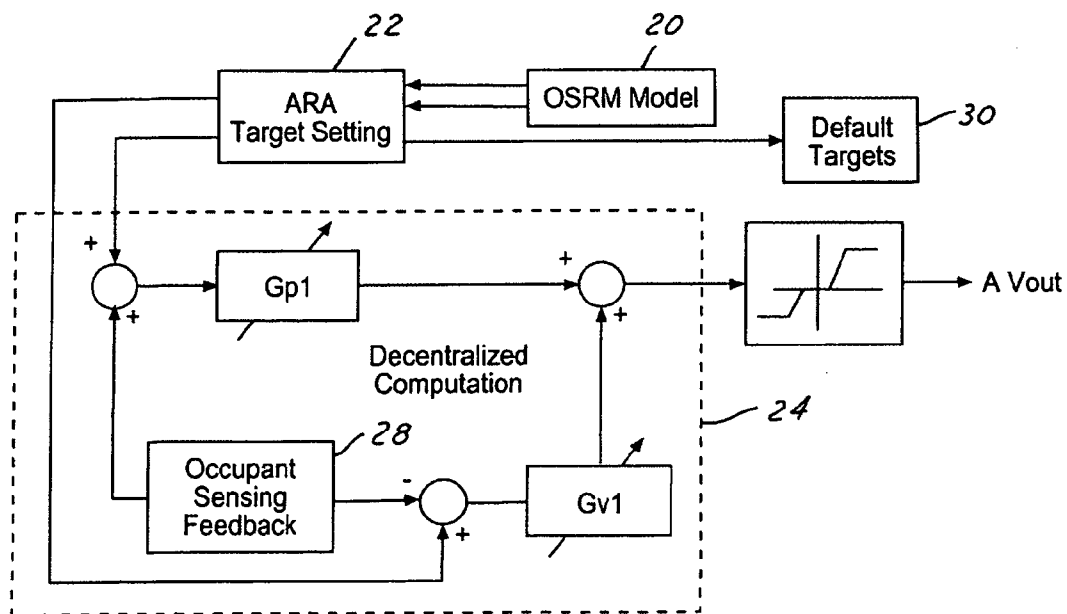 22
20
ARA
Target Setting
OSRM Model
Default
Targets
30
+
+
Gp1
+
+
A Vout
Decentralized
Computation
24
28
Occupant
Sensing
Feedback
-
+
Gv1